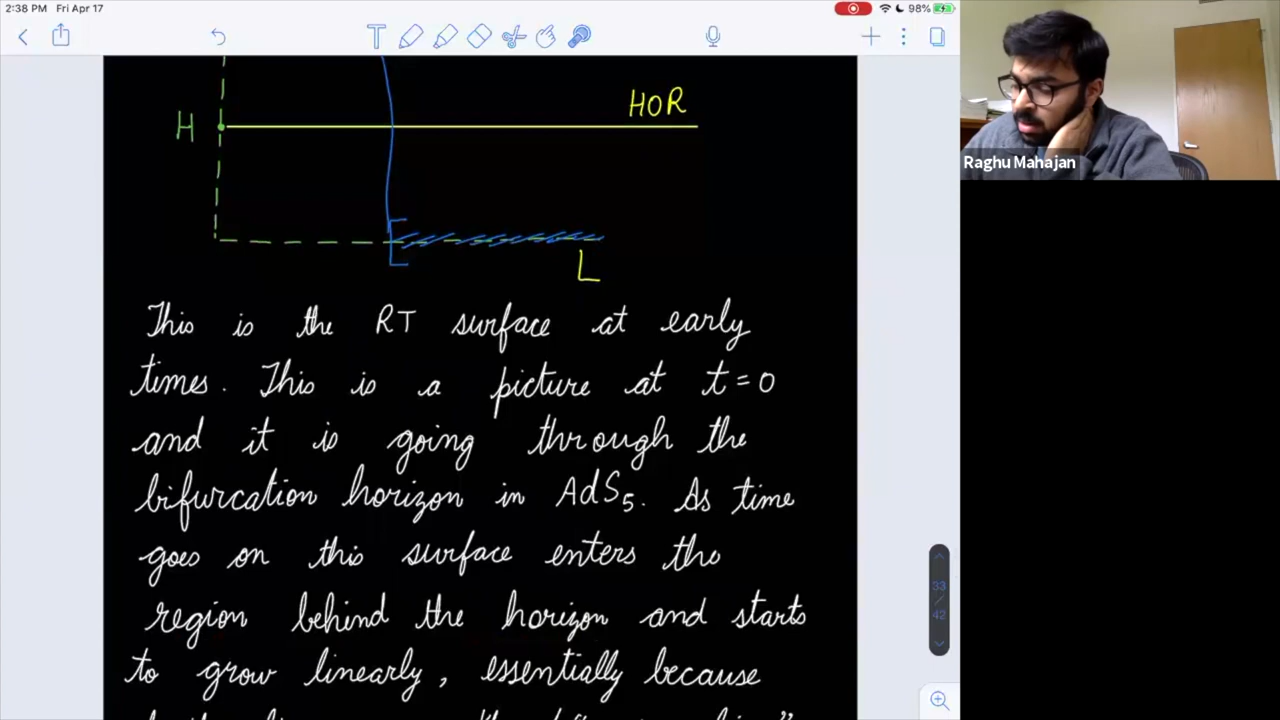 2:38 PM Fri Apr 17
98%
HOR
H
L
This is the RT surface at early
times. This is a picture at t=0
and it is going through the
bifurcation horizon in AdS₅. As time
goes on this surface enters the
region behind the horizon and starts
to grow linearly, essentially because
33
/
42
Raghu Mahajan